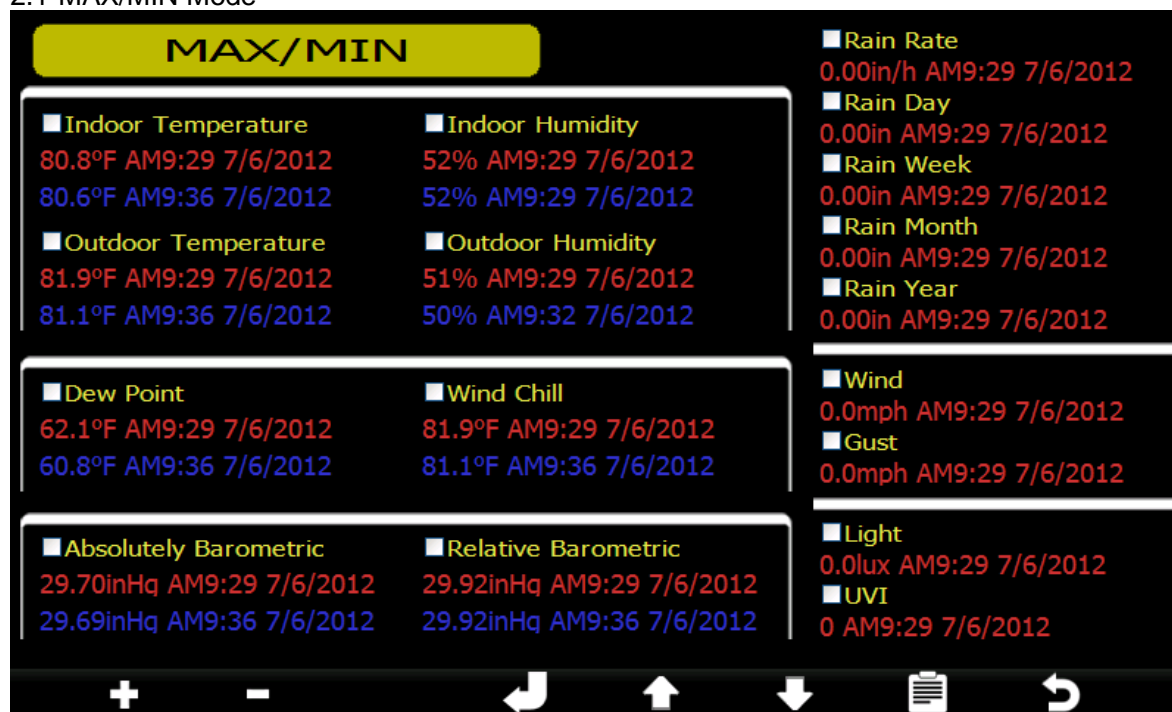 2.1 MAX/MIN Mode
MAX/MIN
Indoor Temperature
80.8ºF AM9:29 7/6/2012
80.6ºF AM9:36 7/6/2012
Indoor Humidity
52% AM9:29 7/6/2012
52% AM9:29 7/6/2012
Outdoor Temperature
81.9ºF AM9:29 7/6/2012
81.1ºF AM9:36 7/6/2012
Outdoor Humidity
51% AM9:29 7/6/2012
50% AM9:32 7/6/2012
Dew Point
62.1ºF AM9:29 7/6/2012
60.8ºF AM9:36 7/6/2012
Wind Chill
81.9ºF AM9:29 7/6/2012
81.1ºF AM9:36 7/6/2012
Absolutely Barometric
29.70inHg AM9:29 7/6/2012
29.69inHg AM9:36 7/6/2012
Relative Barometric
29.92inHg AM9:29 7/6/2012
29.92inHg AM9:36 7/6/2012
Rain Rate
0.00in/h AM9:29 7/6/2012
Rain Day
0.00in AM9:29 7/6/2012
Rain Week
0.00in AM9:29 7/6/2012
Rain Month
0.00in AM9:29 7/6/2012
Rain Year
0.00in AM9:29 7/6/2012
Wind
0.0mph AM9:29 7/6/2012
Gust
0.0mph AM9:29 7/6/2012
Light
0.0lux AM9:29 7/6/2012
UVI
0 AM9:29 7/6/2012